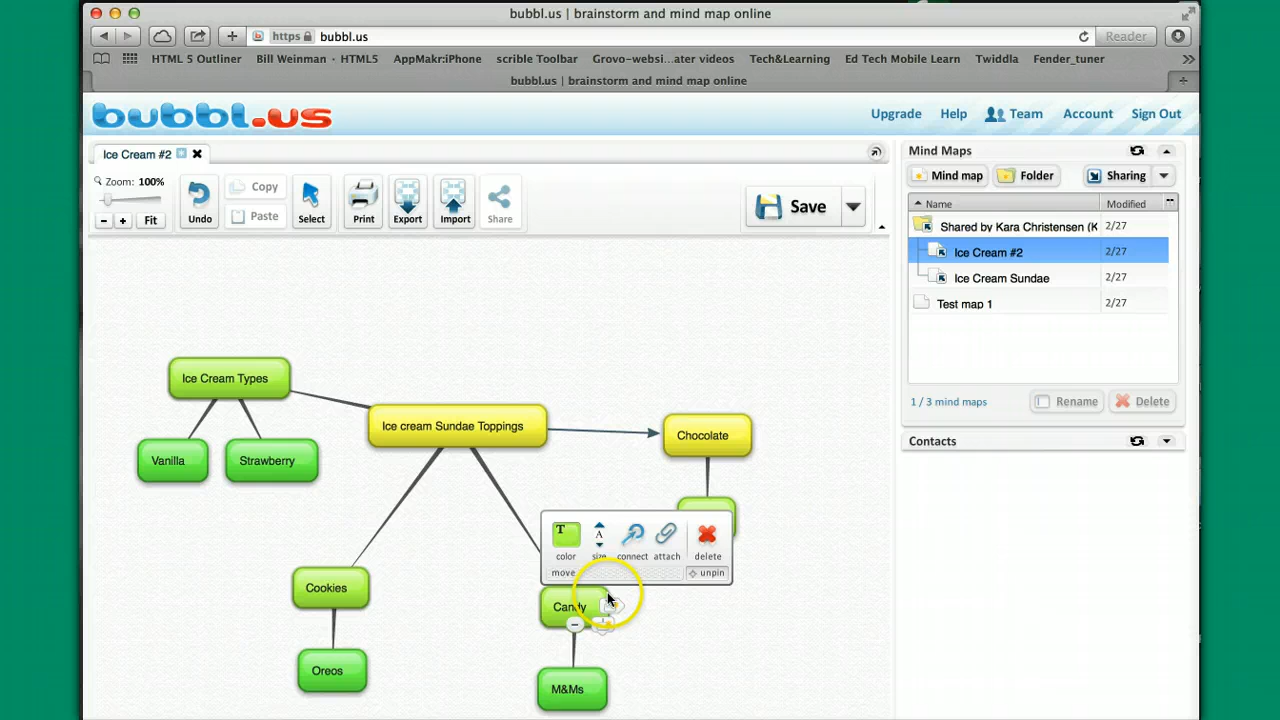 bubbl.us | brainstorm and mind map online
https bubbl.us
Reader
HTML 5 Outliner Bill Weinman - HTML5 AppMakr:iPhone scrible Toolbar Grovo-websi...ater videos Tech&Learning Ed Tech Mobile Learn Twiddla Fender_tuner
bubbl.us | brainstorm and mind map online
bubbl.us
Upgrade Help Team Account Sign Out
Ice Cream #2
Zoom: 100%
Fit
Undo
Copy
Paste
Select
Print
Export
Import
Share
Save
Mind Maps
Mind map Folder Sharing
Name Modified
Shared by Kara Christensen (K 2/27
Ice Cream #2 2/27
Ice Cream Sundae 2/27
Test map 1 2/27
1 / 3 mind maps Rename Delete
Contacts
Ice Cream Types
Ice cream Sundae Toppings
Chocolate
Vanilla
Strawberry
T A
color size connect attach delete
move unpin
Cookies
Candy
Oreos
M&Ms